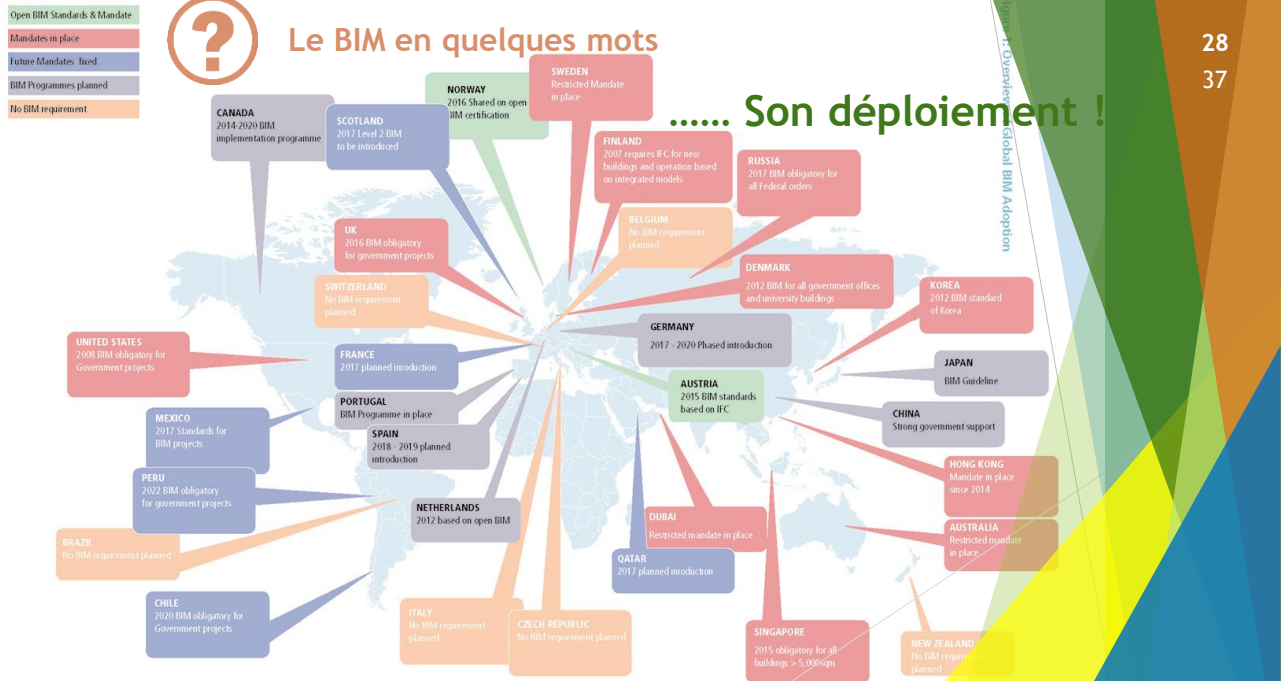 Open BIM Standards & Mandate
Mandates in place
Future Mandates fixed
BIM Programmes planned
No BIM requirement
?
Le BIM en quelques mots
...... Son déploiement !
28
37
Figure 1: Overview of Global BIM Adoption
CANADA
2014-2020 BIM
implementation programme
SCOTLAND
2017 Level 2 BIM
to be introduced
NORWAY
2016 Shared on open
BIM certification
SWEDEN
Restricted Mandate
in place
FINLAND
2007 requires IFC for new
buildings and operation based
on integrated models
RUSSIA
2017 BIM obligatory for
all Federal orders
UK
2016 BIM obligatory
for government projects
BELGIUM
No BIM requirement
planned
SWITZERLAND
No BIM requirement
planned
DENMARK
2012 BIM for all government offices
and university buildings
KOREA
2012 BIM standard
of Korea
UNITED STATES
2008 BIM obligatory for
Government projects
FRANCE
2017 planned inroduction
GERMANY
2017 - 2020 Phased introduction
JAPAN
BIM Guideline
PORTUGAL
BIM Programme in place
AUSTRIA
2015 BIM standards
based on IFC
CHINA
Strong government support
MEXICO
2017 Standards for
BIM projects
SPAIN
2018 - 2019 planned
introduction
PERU
2022 BIM obligatory
for government projects
HONG KONG
Mandate in place
since 2014
NETHERLANDS
2012 based on open BIM
DUBAI
Restricted mandate in place
AUSTRALIA
Restricted mandate
in place
BRAZIL
No BIM requirement planned
QATAR
2017 planned inroduction
CHILE
2020 BIM obligatory for
Government projects
ITALY
No BIM requirement
planned
CZECH REPUBLIC
No BIM requirement planned
SINGAPORE
2015 obligatory for all
buildings > 5,000sqm
NEW ZEALAND
No BIM requirement
planned